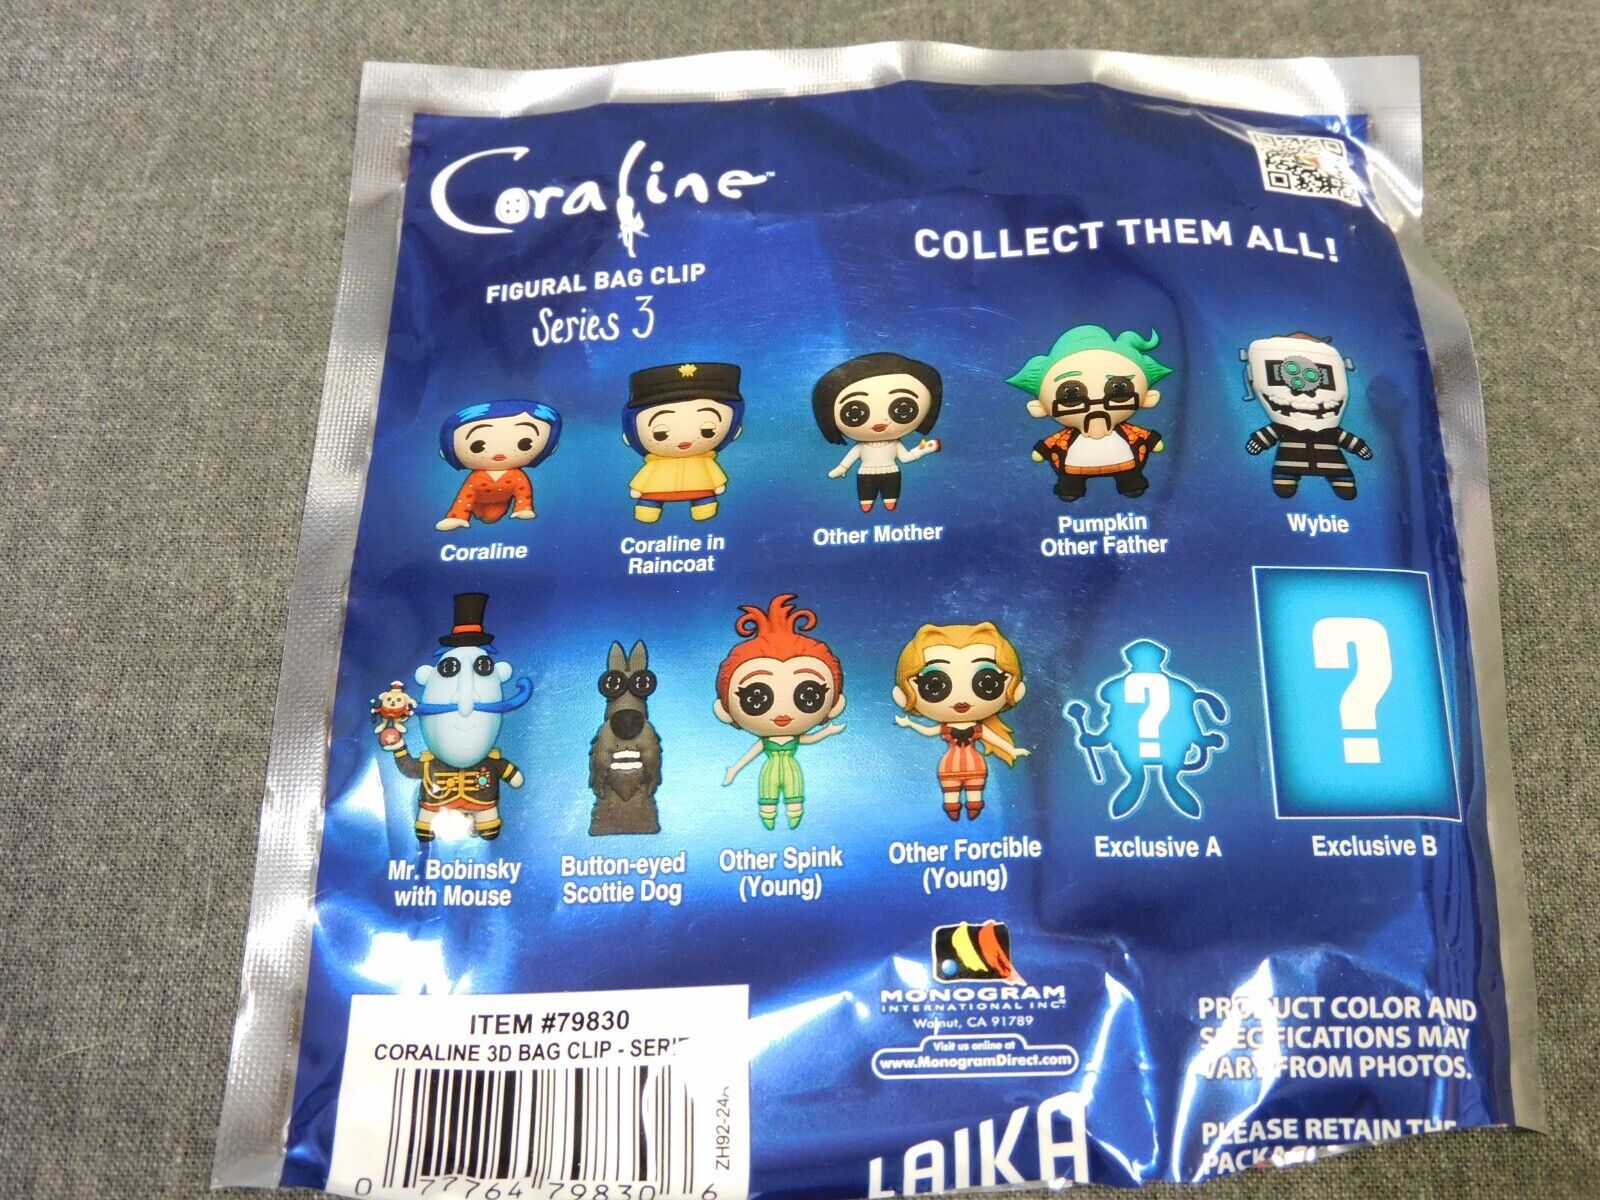 Coraline™
FIGURAL BAG CLIP
Series 3
COLLECT THEM ALL!
Coraline
Coraline in
Raincoat
Other Mother
Pumpkin
Other Father
Wybie
Mr. Bobinsky
with Mouse
Button-eyed
Scottie Dog
Other Spink
(Young)
Other Forcible
(Young)
?
Exclusive A
?
Exclusive B
ITEM #79830
CORALINE 3D BAG CLIP -
ZH92-24
0 77764 79830 6
MONOGRAM
INTERNATIONAL INC.
Walnut, CA 91789
Visit us online at
www.MonogramDirect.com
LAIKA
PRODUCT COLOR AND
SPECIFICATIONS MAY
VARY FROM PHOTOS.
PLEASE RETAIN THE